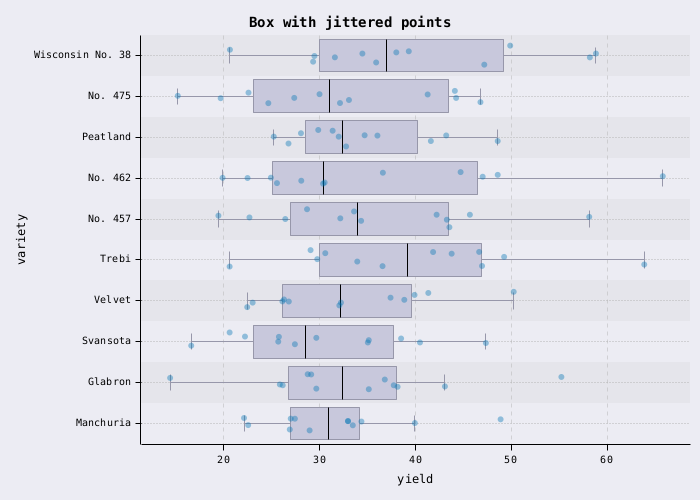 Box with jittered points
Wisconsin No. 38
No. 475
Peatland
No. 462
No. 457
Trebi
Velvet
Svansota
Glabron
Manchuria
variety
20 30 40 50 60
yield